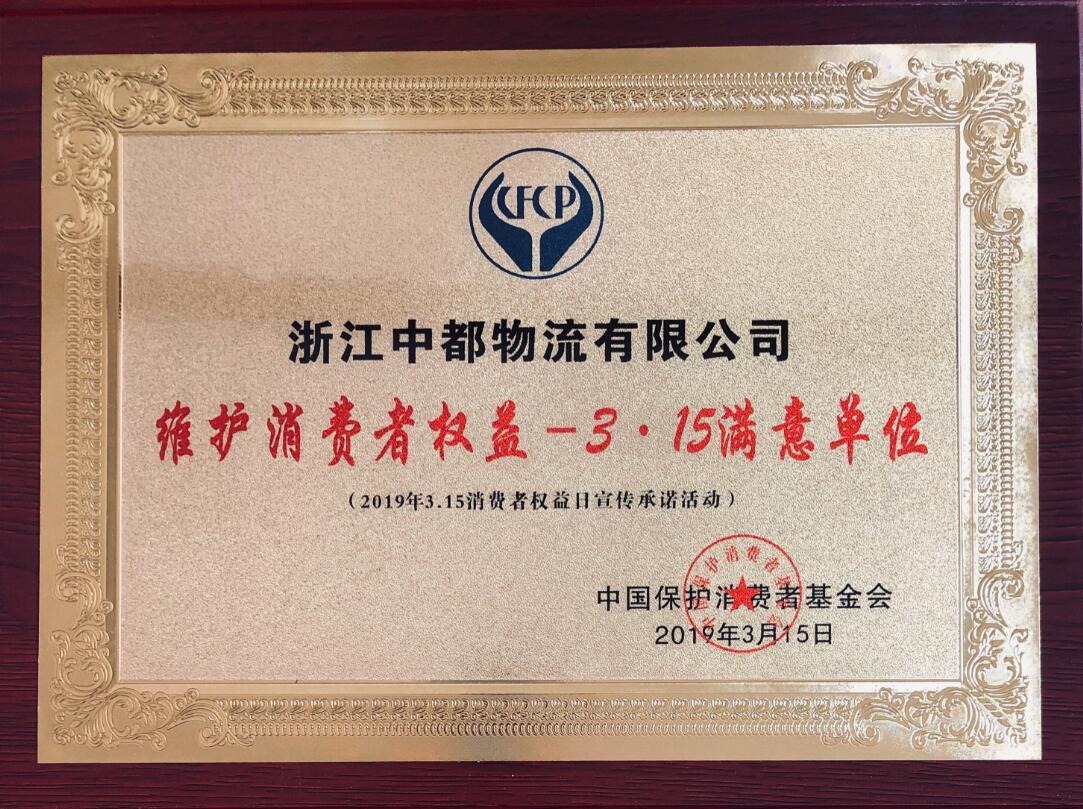 CFCP
浙江中都物流有限公司
维护消费者权益-3·15满意单位
(2019年3.15消费者权益日宣传承诺活动)
中国保护消费者基金会
2019年3月15日